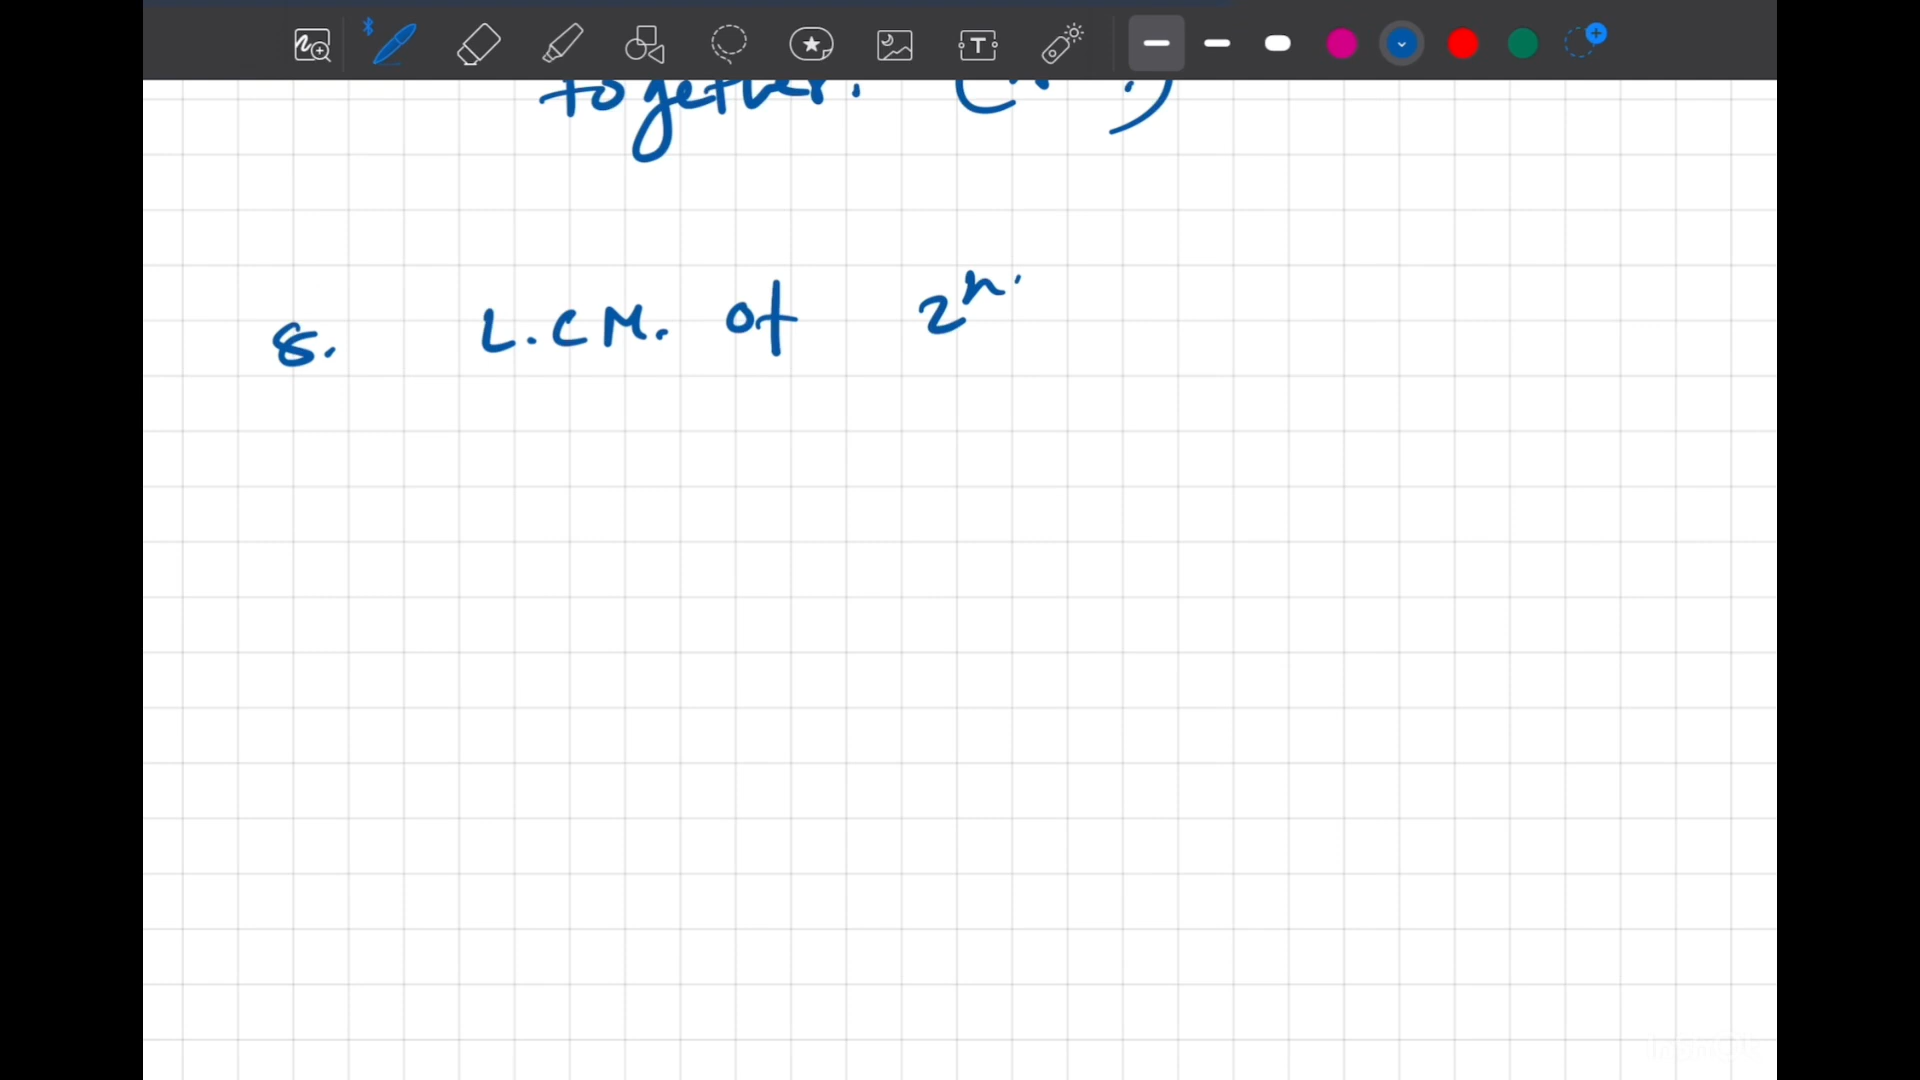 together.
8. L.C.M. of 2ⁿ.